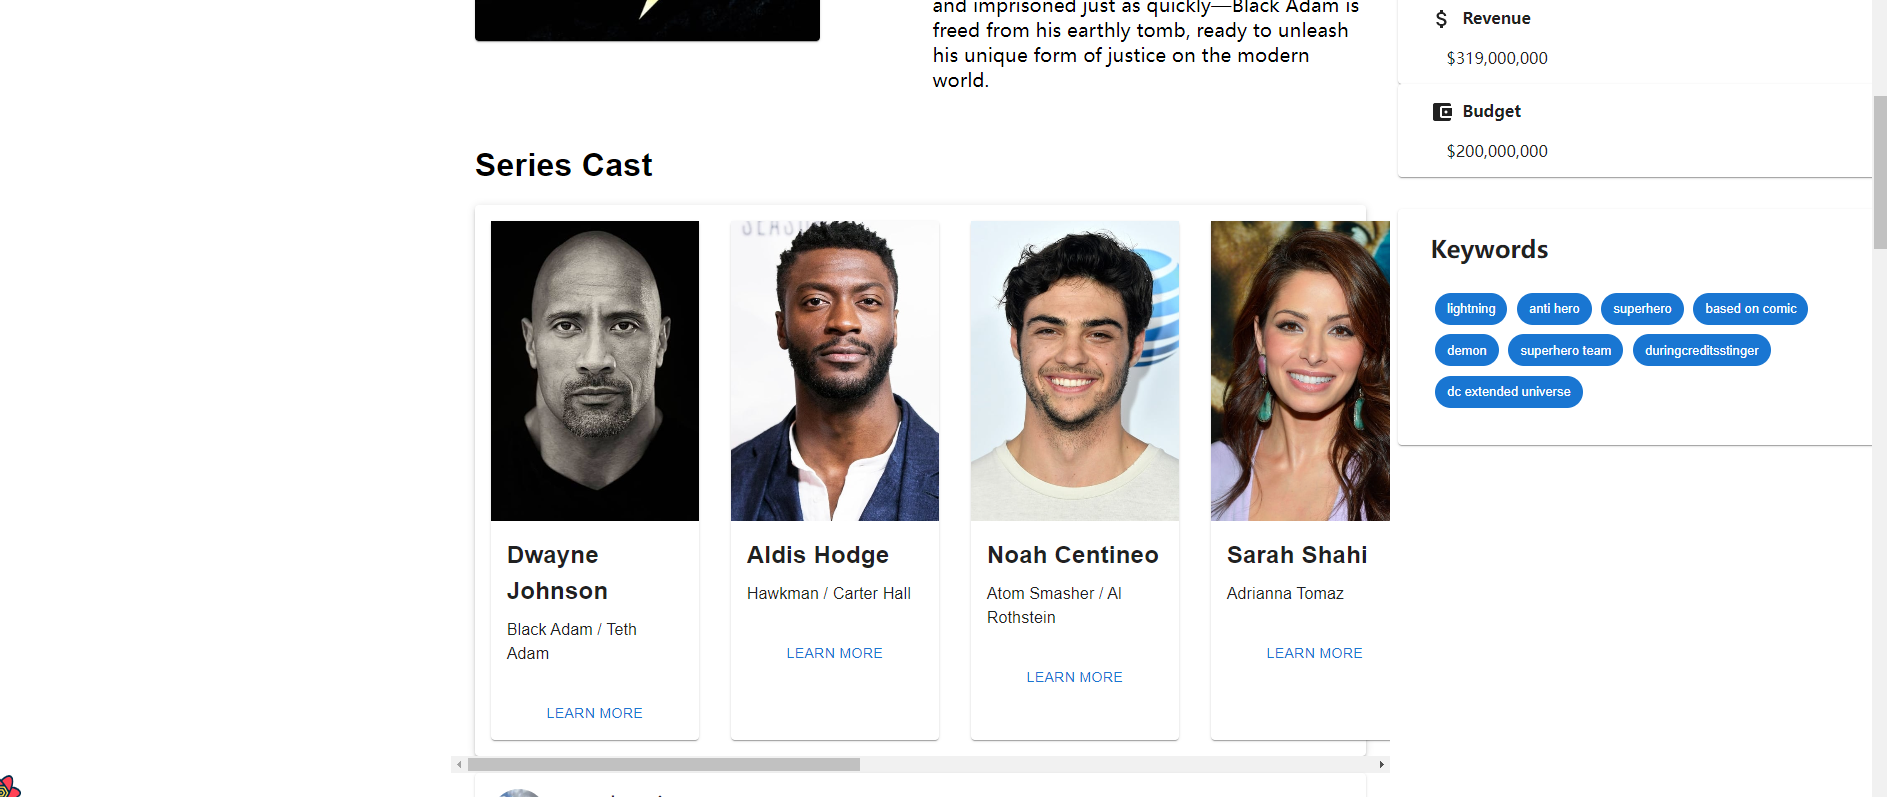 and imprisoned just as quickly—Black Adam is
freed from his earthly tomb, ready to unleash
his unique form of justice on the modern
world.
Revenue
$319,000,000
Budget
$200,000,000
Series Cast
Dwayne
Johnson
Black Adam / Teth
Adam
LEARN MORE
Aldis Hodge
Hawkman / Carter Hall
LEARN MORE
Noah Centineo
Atom Smasher / Al
Rothstein
LEARN MORE
Sarah Shahi
Adrianna Tomaz
LEARN MORE
Keywords
lightning
anti hero
superhero
based on comic
demon
superhero team
duringcreditsstinger
dc extended universe